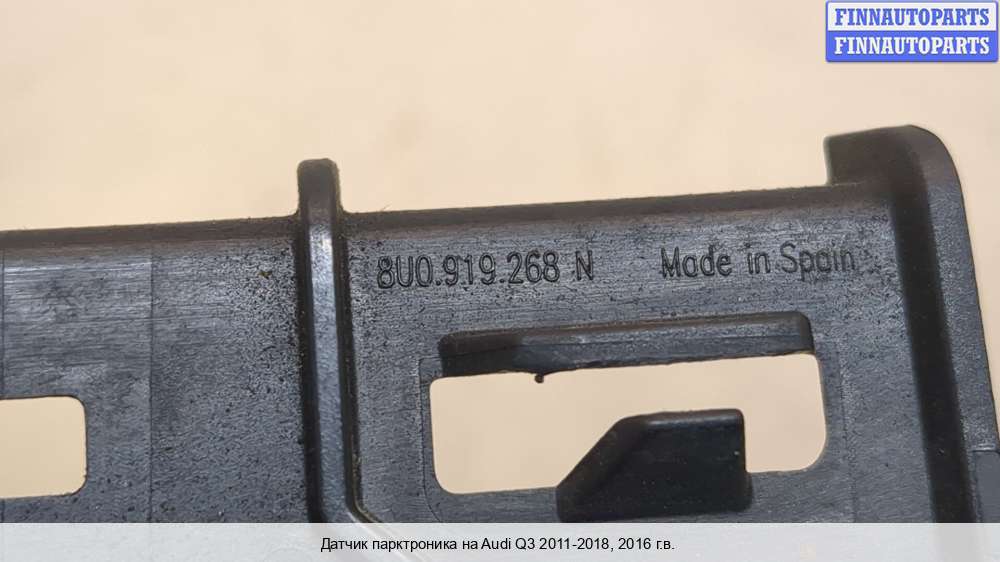 FINNAUTOPARTS
FINNAUTOPARTS
8U0.919.268 N Made in Spain
Датчик парктроника на Audi Q3 2011-2018, 2016 г.в.